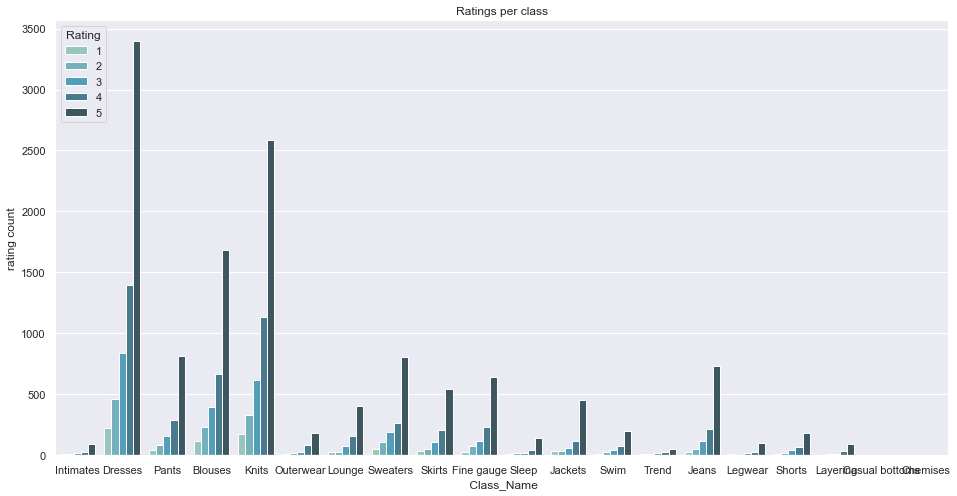 Ratings per class
Rating
1
2
3
4
5
3500
3000
2500
2000
1500
1000
500
0
rating count
Intimates Dresses Pants Blouses Knits Outerwear Lounge Sweaters Skirts Fine gauge Sleep Jackets Swim Trend Jeans Legwear Shorts Layering Casual bottoms Chemises
Class_Name